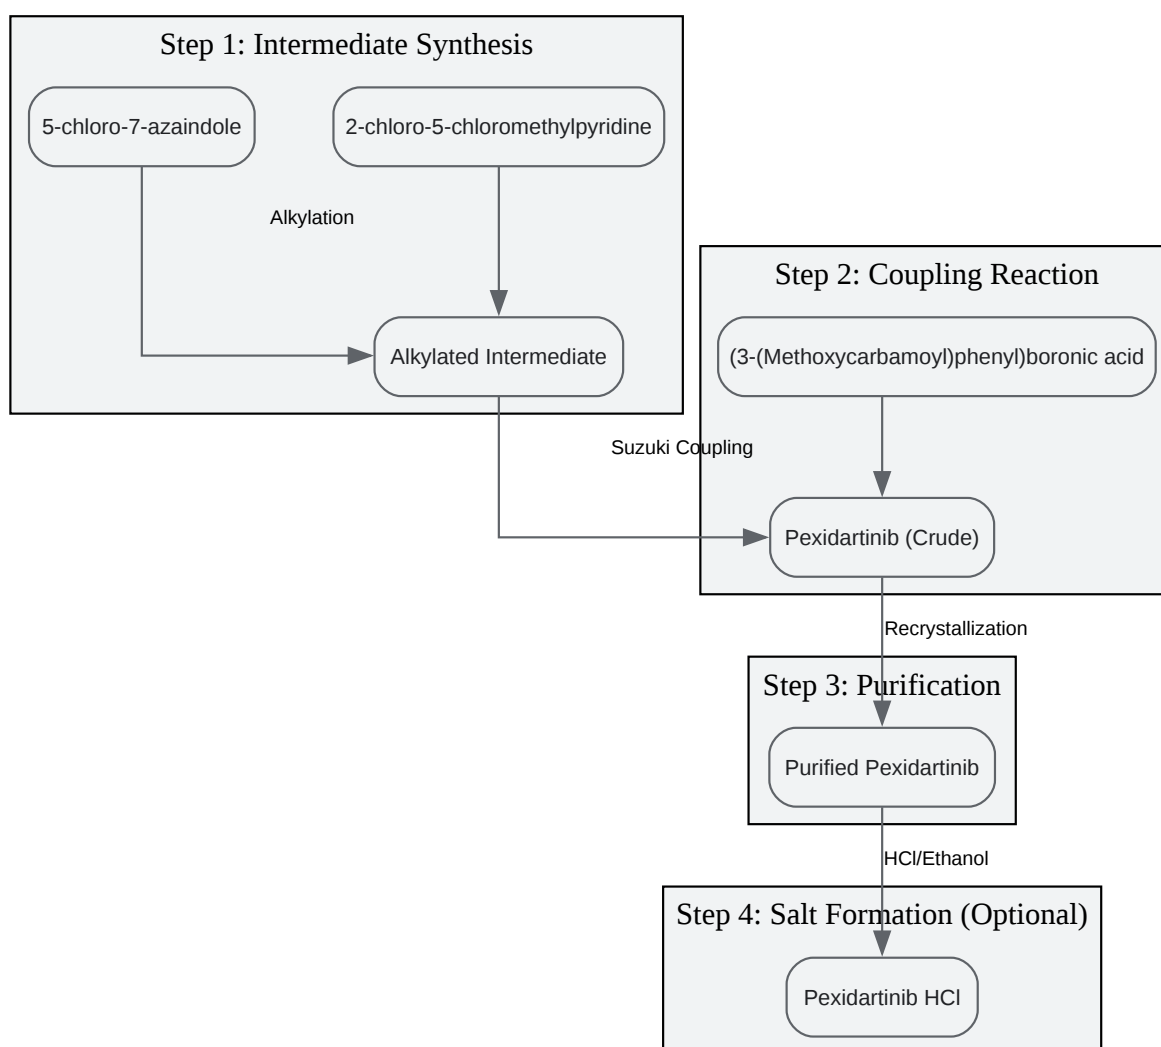 Step 1: Intermediate Synthesis
5-chloro-7-azaindole
2-chloro-5-chloromethylpyridine
Alkylation
Alkylated Intermediate
Step 2: Coupling Reaction
(3-(Methoxycarbamoyl)phenyl)boronic acid
Suzuki Coupling
Pexidartinib (Crude)
Recrystallization
Step 3: Purification
Purified Pexidartinib
HCl/Ethanol
Step 4: Salt Formation (Optional)
Pexidartinib HCl